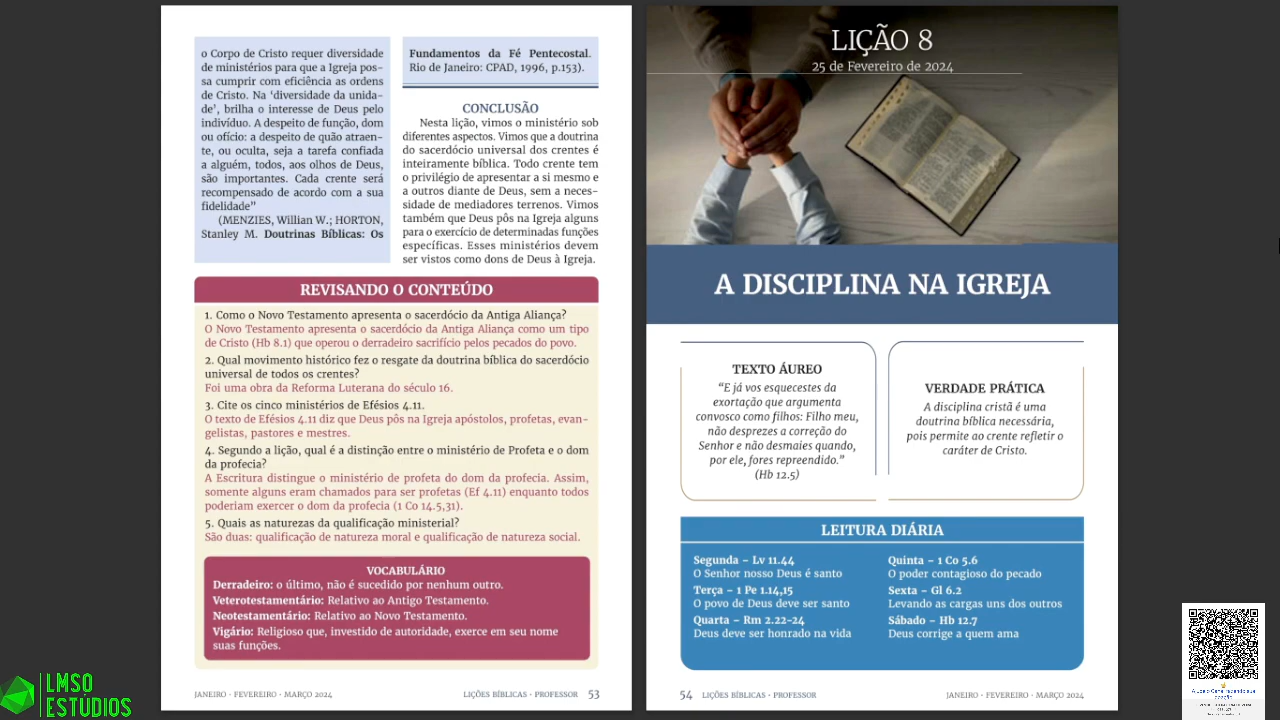 o Corpo de Cristo requer diversidade
de ministérios para que a Igreja pos-
sa cumprir com eficiência as ordens
de Cristo. Na ‘diversidade da unida-
de’, brilha o interesse de Deus pelo
indivíduo. A despeito de função, dom
ou ofício: a despeito de quão atraen-
te, ou oculta, seja a tarefa confiada
a alguém, todos, aos olhos de Deus,
são importantes. Cada crente será
recompensado de acordo com a sua
fidelidade”
(MENZIES, Willian W.; HORTON,
Stanley M. Doutrinas Bíblicas: Os
Fundamentos da Fé Pentecostal.
Rio de Janeiro: CPAD, 1996, p.153).
CONCLUSÃO
Nesta lição, vimos o ministério sob
diferentes aspectos. Vimos que a doutrina
do sacerdócio universal dos crentes é
inteiramente bíblica. Todo crente tem
o privilégio de apresentar a si mesmo e
a outros diante de Deus, sem a neces-
sidade de mediadores terrenos. Vimos
também que Deus pôs na Igreja alguns
para o exercício de determinadas funções
específicas. Esses ministérios devem
ser vistos como dons de Deus à Igreja.
REVISANDO O CONTEÚDO
1. Como o Novo Testamento apresenta o sacerdócio da Antiga Aliança?
O Novo Testamento apresenta o sacerdócio da Antiga Aliança como um tipo
de Cristo (Hb 8.1) que operou o derradeiro sacrifício pelos pecados do povo.
2. Qual movimento histórico fez o resgate da doutrina bíblica do sacerdócio
universal de todos os crentes?
Foi uma obra da Reforma Luterana do século 16.
3. Cite os cinco ministérios de Efésios 4.11.
O texto de Efésios 4.11 diz que Deus pôs na Igreja apóstolos, profetas, evan-
gelistas, pastores e mestres.
4. Segundo a lição, qual é a distinção entre o ministério de Profeta e o dom
da profecia?
A Escritura distingue o ministério de profeta do dom da profecia. Assim,
somente alguns eram chamados para ser profetas (Ef 4.11) enquanto todos
poderiam exercer o dom da profecia (1 Co 14.5,31).
5. Quais as naturezas da qualificação ministerial?
São duas: qualificação de natureza moral e qualificação de natureza social.
VOCABULÁRIO
Derradeiro: o último, não é sucedido por nenhum outro.
Veterotestamentário: Relativo ao Antigo Testamento.
Neotestamentário: Relativo ao Novo Testamento.
Vigário: Religioso que, investido de autoridade, exerce em seu nome
suas funções.
JANEIRO · FEVEREIRO · MARÇO 2024
LIÇÕES BÍBLICAS · PROFESSOR 53
LIÇÃO 8
25 de Fevereiro de 2024
A DISCIPLINA NA IGREJA
TEXTO ÁUREO
“E já vos esquecestes da
exortação que argumenta
convosco como filhos: Filho meu,
não desprezes a correção do
Senhor e não desmaies quando,
por ele, fores repreendido.”
(Hb 12.5)
VERDADE PRÁTICA
A disciplina cristã é uma
doutrina bíblica necessária,
pois permite ao crente refletir o
caráter de Cristo.
LEITURA DIÁRIA
Segunda – Lv 11.44
O Senhor nosso Deus é santo
Terça – 1 Pe 1.14,15
O povo de Deus deve ser santo
Quarta – Rm 2.22-24
Deus deve ser honrado na vida
Quinta – 1 Co 5.6
O poder contagioso do pecado
Sexta – Gl 6.2
Levando as cargas uns dos outros
Sábado – Hb 12.7
Deus corrige a quem ama
54 LIÇÕES BÍBLICAS · PROFESSOR
JANEIRO · FEVEREIRO · MARÇO 2024
LMSO
ESTÚDIOS